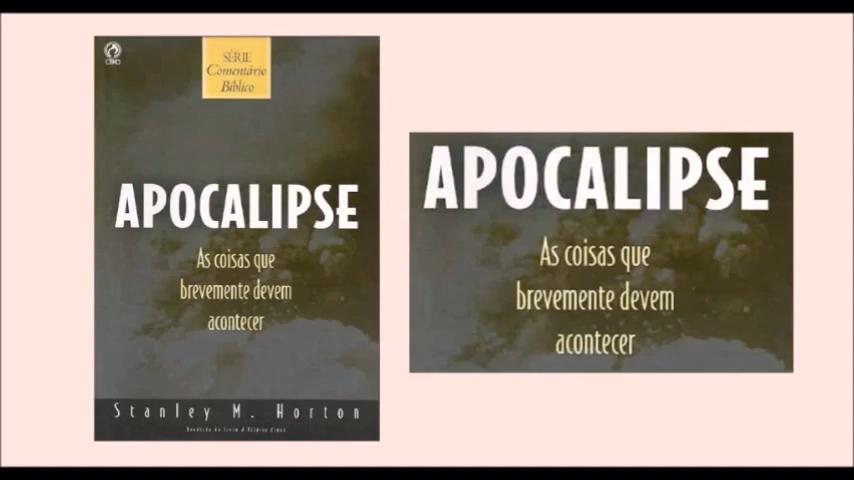 CPAD
SÉRIE
Comentário
Bíblico
APOCALIPSE
As coisas que
brevemente devem
acontecer
Stanley M. Horton
APOCALIPSE
As coisas que
brevemente devem
acontecer